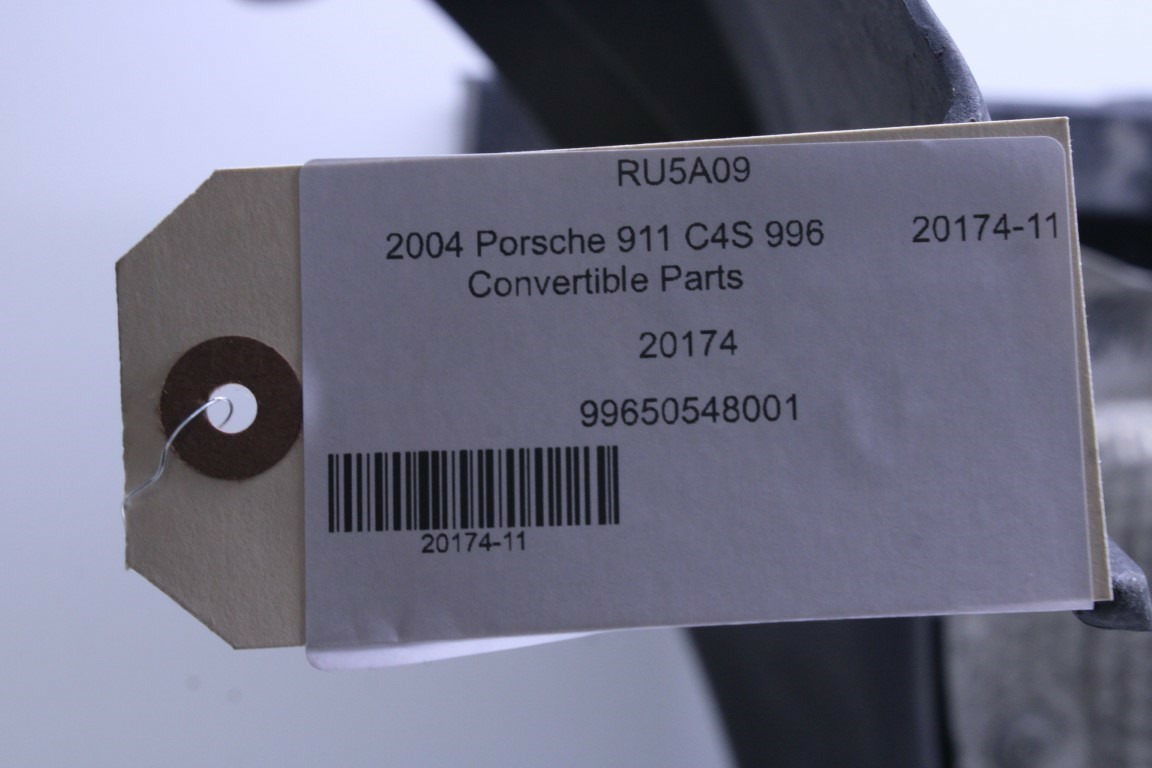 RU5A09
2004 Porsche 911 C4S 996 20174-11
Convertible Parts
20174
99650548001
20174-11